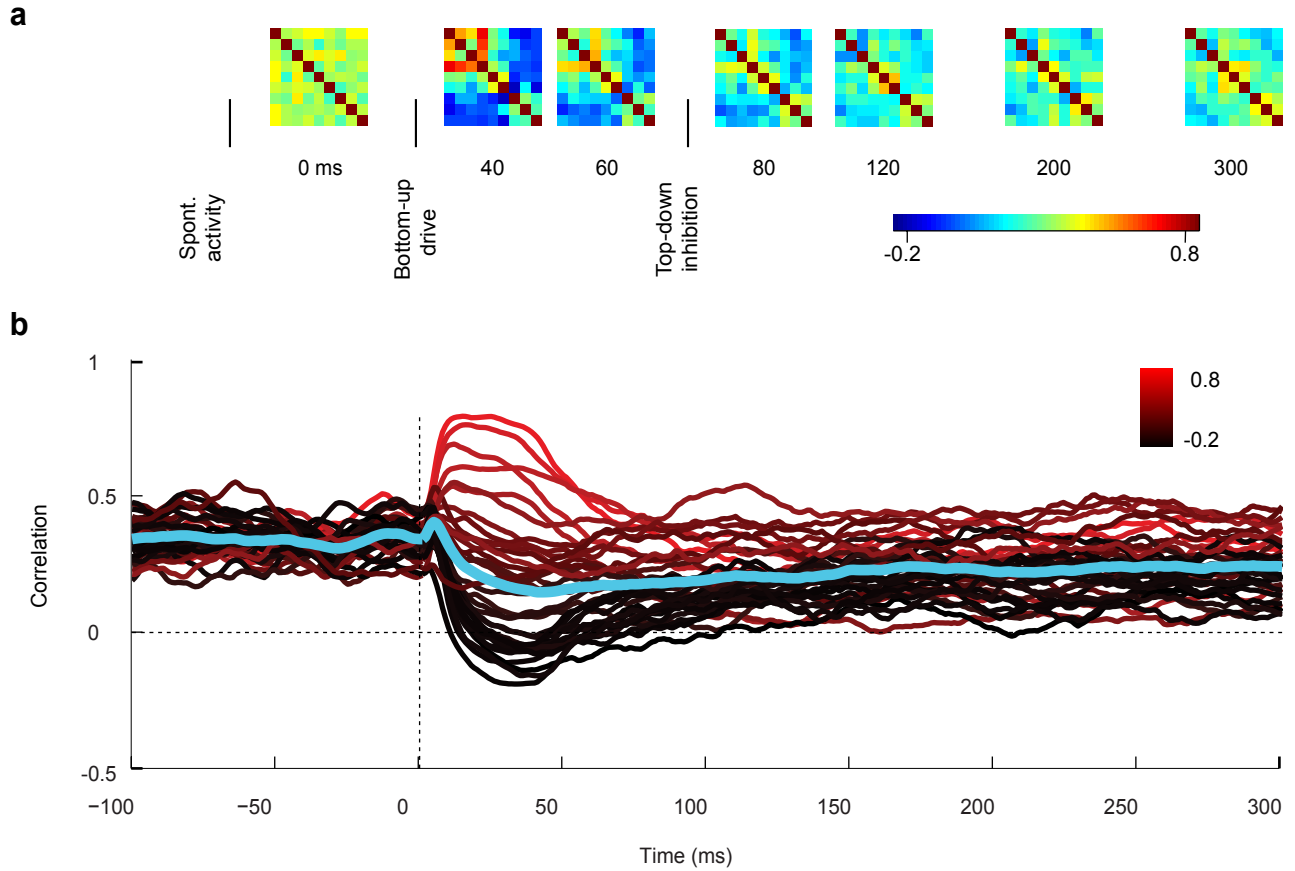 a
0 ms
40
60
80
120
200
300
Spont.
activity
Bottom-up
drive
Top-down
inhibition
-0.2
0.8
b
1
0.5
0
-0.5
Correlation
0.8
-0.2
−100
−50
0
50
100
150
200
250
300
Time (ms)